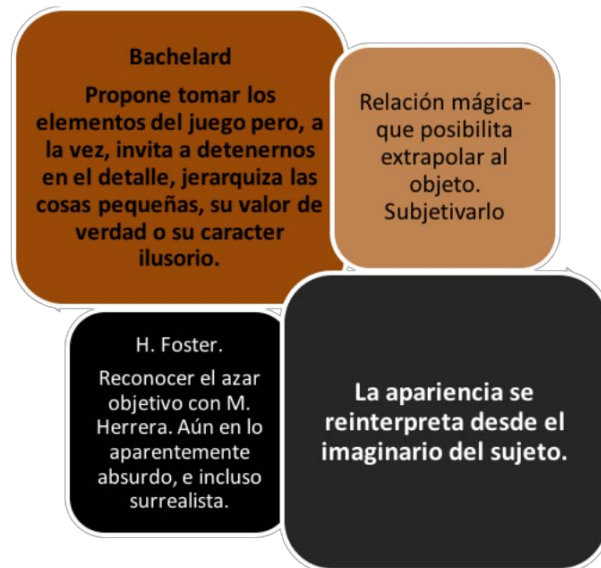 Bachelard
Propone tomar los
elementos del juego pero, a
la vez, invita a detenernos
en el detalle, jerarquiza las
cosas pequeñas, su valor de
verdad o su caracter
ilusorio.
Relación mágica-
que posibilita
extrapolar al
objeto.
Subjetivarlo
H. Foster.
Reconocer el azar
objetivo con M.
Herrera. Aún en lo
aparentemente
absurdo, e incluso
surrealista.
La apariencia se
reinterpreta desde el
imaginario del sujeto.